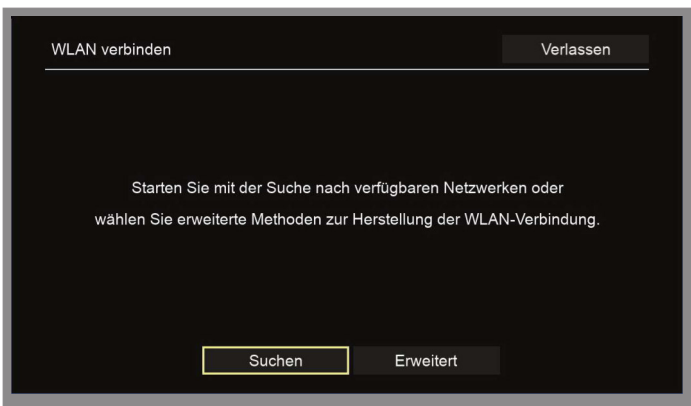 WLAN verbinden
Verlassen
Starten Sie mit der Suche nach verfügbaren Netzwerken oder
wählen Sie erweiterte Methoden zur Herstellung der WLAN-Verbindung.
Suchen
Erweitert